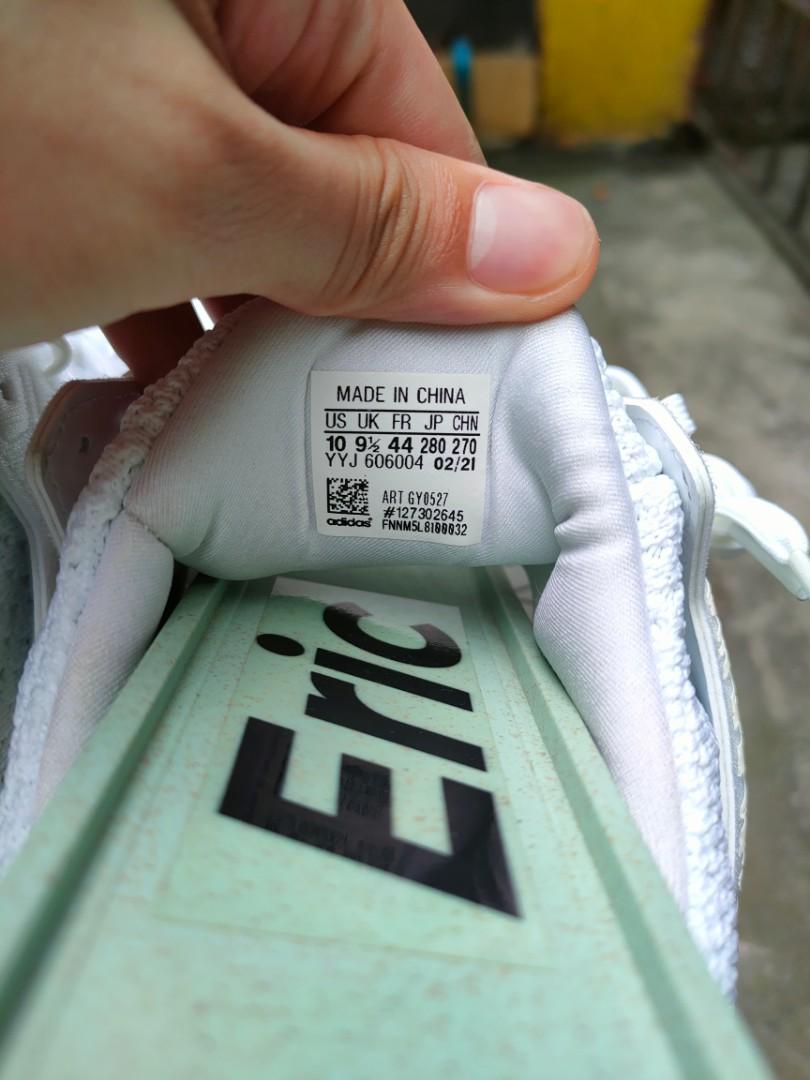 MADE IN CHINA
US UK FR JP CHN
10 9½ 44 280 270
YYJ 606004 02/21
ART GY0527
#127302645
adidas FNNM5L8100032
Eric